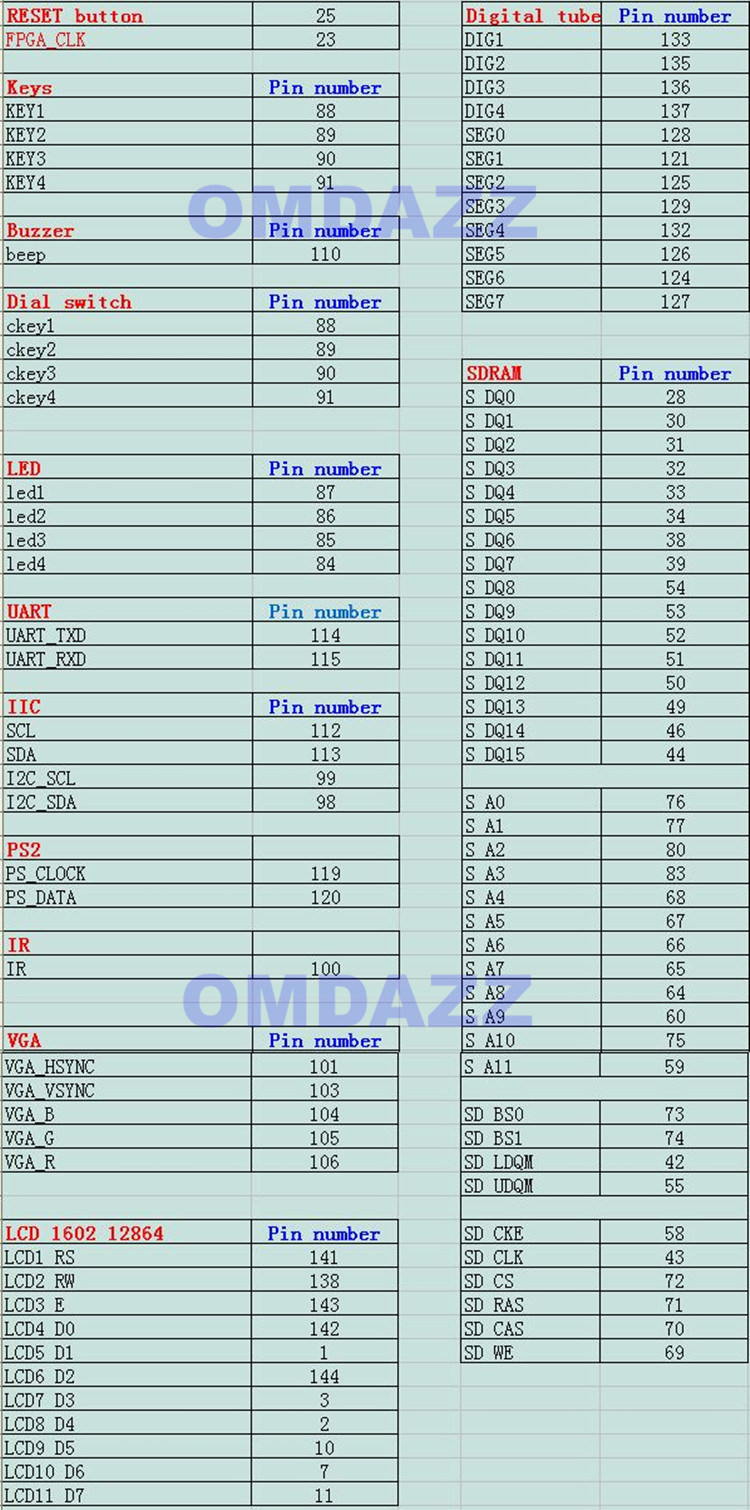 RESET button 25
FPGA_CLK 23
Keys Pin number
KEY1 88
KEY2 89
KEY3 90
KEY4 91
Buzzer Pin number
beep 110
Dial switch Pin number
ckey1 88
ckey2 89
ckey3 90
ckey4 91
LED Pin number
led1 87
led2 86
led3 85
led4 84
UART Pin number
UART_TXD 114
UART_RXD 115
IIC Pin number
SCL 112
SDA 113
I2C_SCL 99
I2C_SDA 98
PS2
PS_CLOCK 119
PS_DATA 120
IR
IR 100
VGA Pin number
VGA_HSYNC 101
VGA_VSYNC 103
VGA_B 104
VGA_G 105
VGA_R 106
LCD 1602 12864 Pin number
LCD1 RS 141
LCD2 RW 138
LCD3 E 143
LCD4 D0 142
LCD5 D1 1
LCD6 D2 144
LCD7 D3 3
LCD8 D4 2
LCD9 D5 10
LCD10 D6 7
LCD11 D7 11
Digital tube Pin number
DIG1 133
DIG2 135
DIG3 136
DIG4 137
SEG0 128
SEG1 121
SEG2 125
SEG3 129
SEG4 132
SEG5 126
SEG6 124
SEG7 127
SDRAM Pin number
S DQ0 28
S DQ1 30
S DQ2 31
S DQ3 32
S DQ4 33
S DQ5 34
S DQ6 38
S DQ7 39
S DQ8 54
S DQ9 53
S DQ10 52
S DQ11 51
S DQ12 50
S DQ13 49
S DQ14 46
S DQ15 44
S A0 76
S A1 77
S A2 80
S A3 83
S A4 68
S A5 67
S A6 66
S A7 65
S A8 64
S A9 60
S A10 75
S A11 59
SD BS0 73
SD BS1 74
SD LDQM 42
SD UDQM 55
SD CKE 58
SD CLK 43
SD CS 72
SD RAS 71
SD CAS 70
SD WE 69
OMDAZZ
OMDAZZ